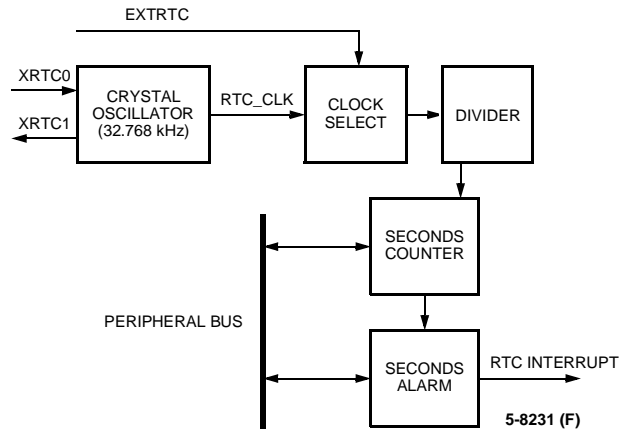 EXTRTC
XRTC0
XRTC1
CRYSTAL
OSCILLATOR
(32.768 kHz)
RTC_CLK
CLOCK
SELECT
DIVIDER
SECONDS
COUNTER
PERIPHERAL BUS
SECONDS
ALARM
RTC INTERRUPT
5-8231 (F)